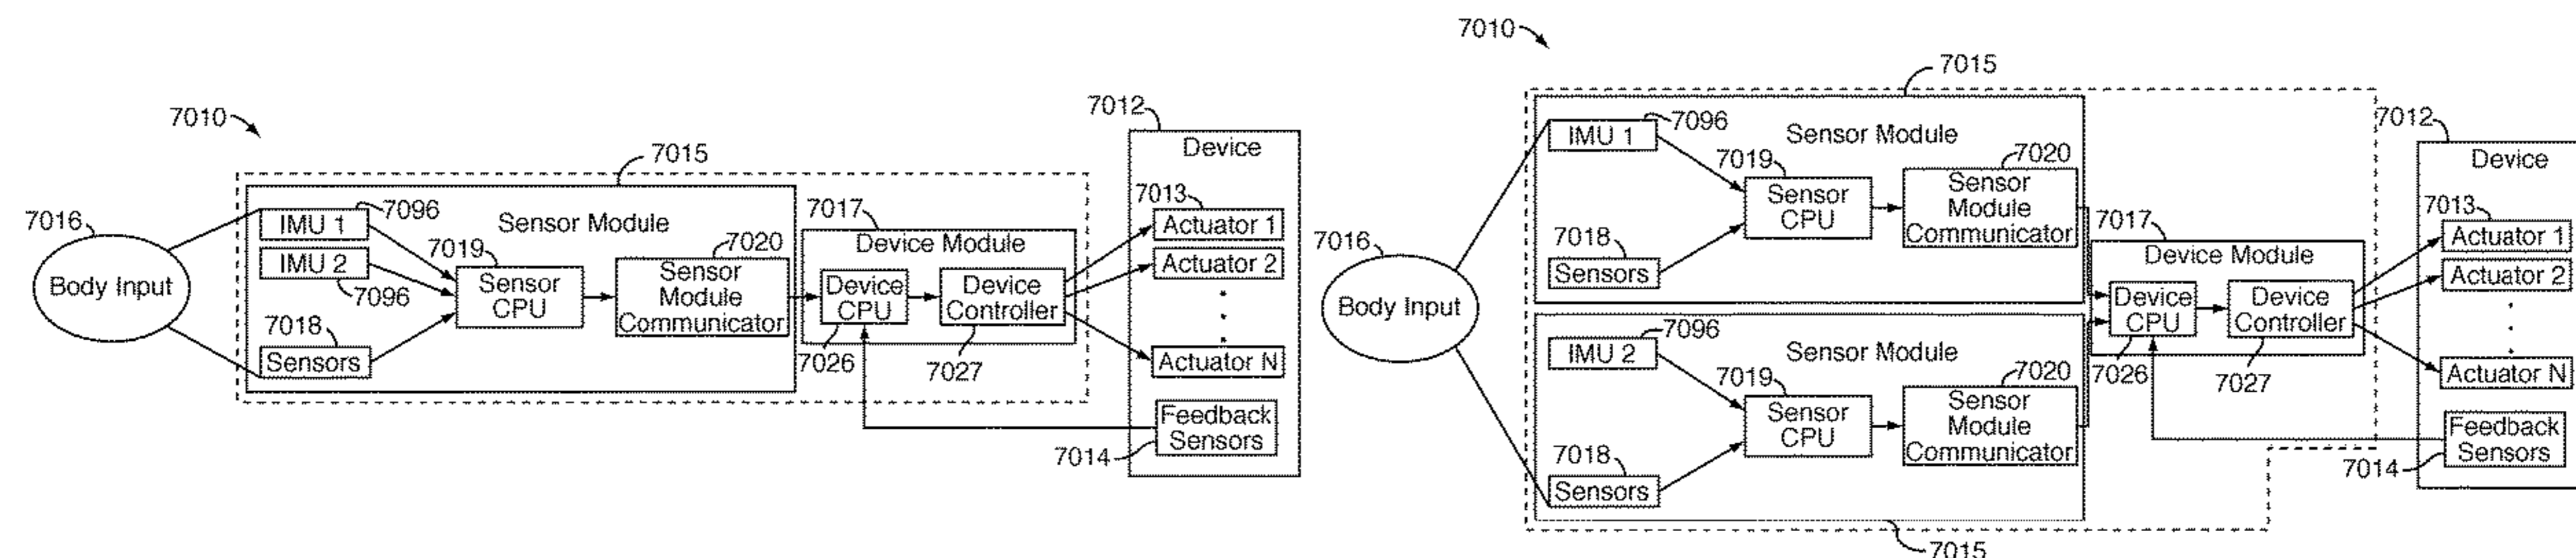 7010
7015
7012
Device
7016
Body Input
IMU 1
7096
IMU 2
7096
7018
Sensors
Sensor Module
7019
Sensor
CPU
7020
Sensor
Module
Communicator
7017
Device Module
Device
CPU
7026
Device
Controller
7027
7013
Actuator 1
Actuator 2
Actuator N
Feedback
Sensors
7014
7010
7015
7012
Device
7016
Body Input
IMU 1
7096
Sensor Module
7018
Sensors
7019
Sensor
CPU
7020
Sensor
Module
Communicator
IMU 2
7096
Sensor Module
7018
Sensors
7019
Sensor
CPU
7020
Sensor
Module
Communicator
7015
7017
Device Module
Device
CPU
7026
Device
Controller
7027
7013
Actuator 1
Actuator 2
Actuator N
Feedback
Sensors
7014